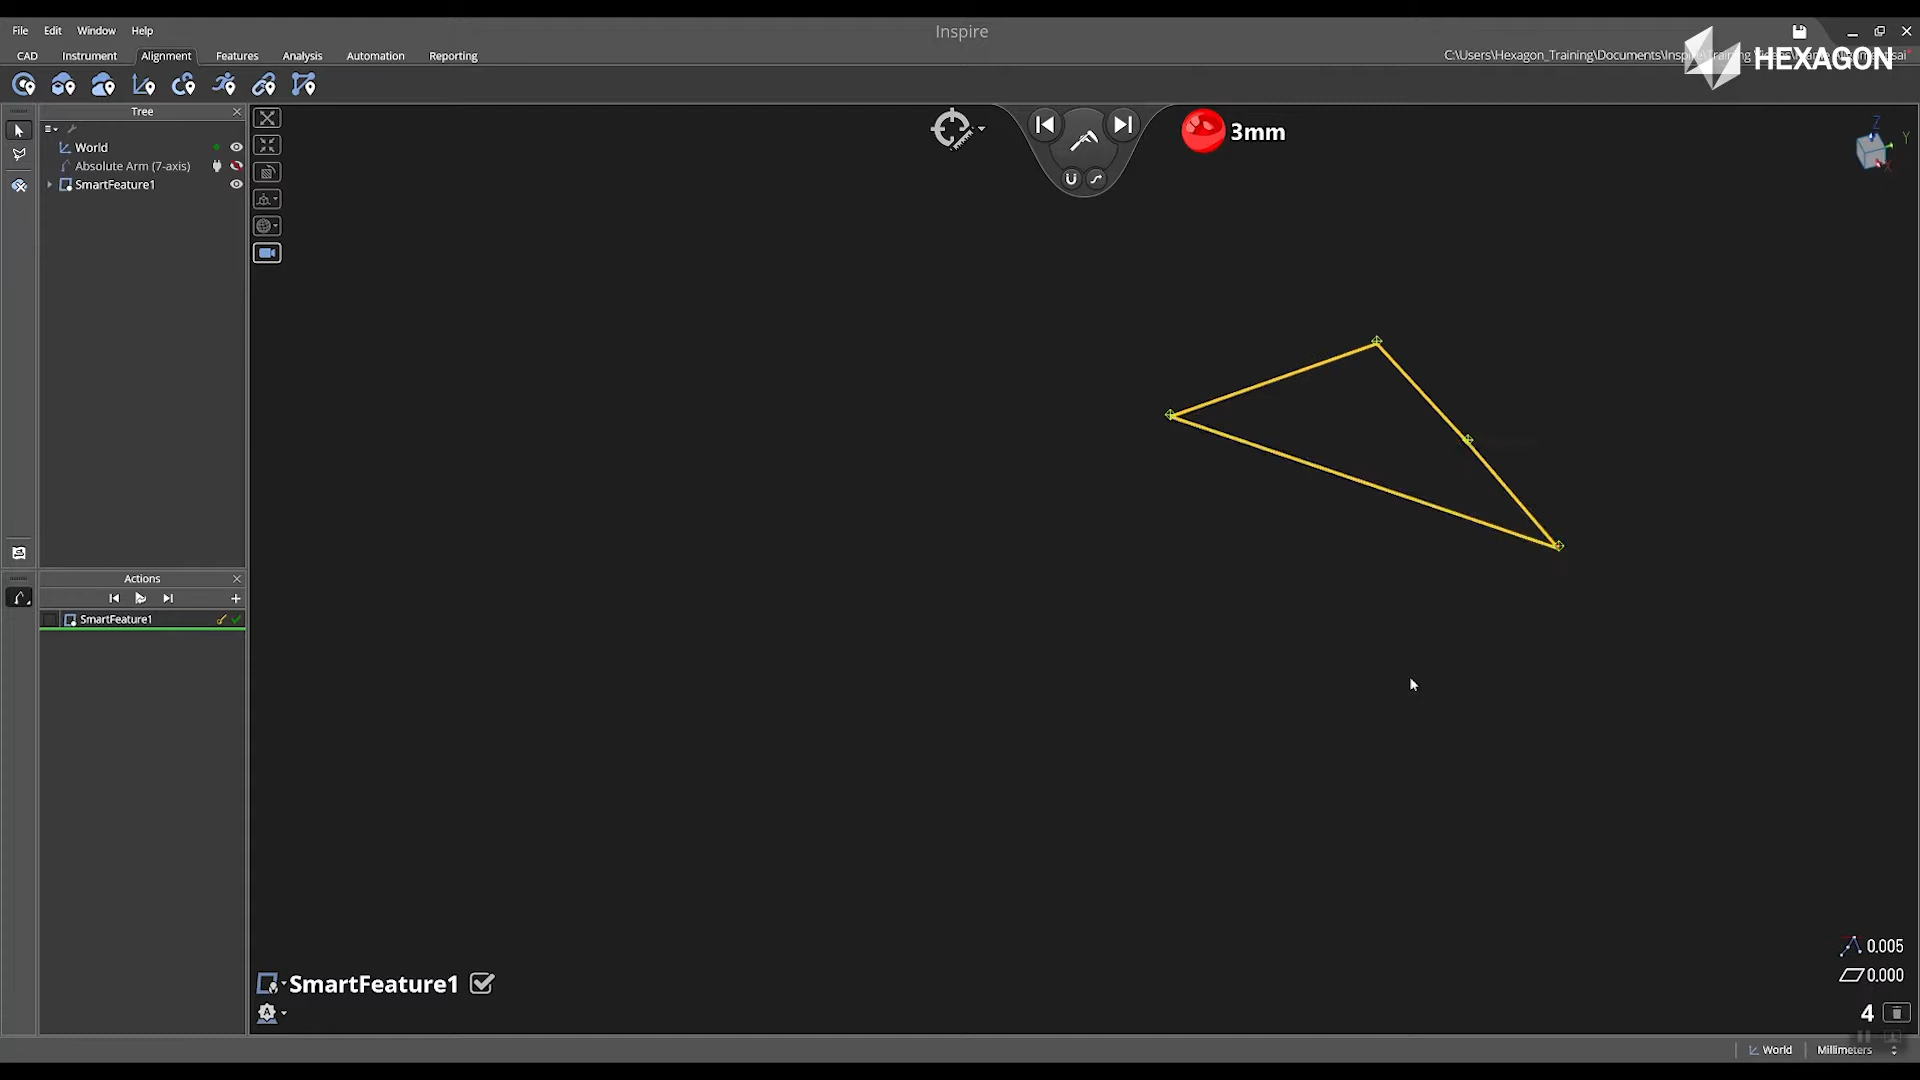 File Edit Window Help
Inspire
CAD Instrument Alignment Features Analysis Automation Reporting
HEXAGON
Tree
World
Absolute Arm (7-axis)
SmartFeature1
3mm
Z
Y
X
Actions
SmartFeature1
0.005
0.000
SmartFeature1
4
World Millimeters